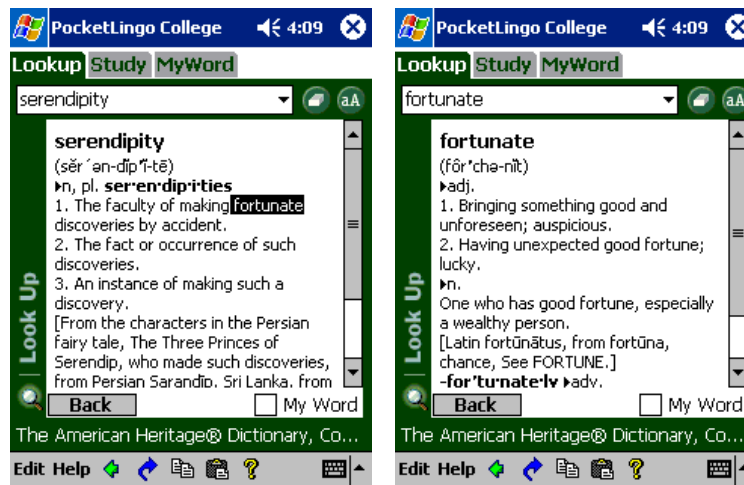 PocketLingo College 4:09
Lookup Study MyWord
serendipity
aA
serendipity
(sĕr´ən-dĭp'ĭ-tē)
▸n, pl. ser·en·dip·i·ties
1. The faculty of making fortunate
discoveries by accident.
2. The fact or occurrence of such
discoveries.
3. An instance of making such a
discovery.
[From the characters in the Persian
fairy tale, The Three Princes of
Serendip, who made such discoveries,
from Persian Sarandīp, Sri Lanka, from
Look Up
Back My Word
The American Heritage® Dictionary, Co...
Edit Help
PocketLingo College 4:09
Lookup Study MyWord
fortunate
aA
fortunate
(fôr'chə-nĭt)
▸adj.
1. Bringing something good and
unforeseen; auspicious.
2. Having unexpected good fortune;
lucky.
▸n.
One who has good fortune, especially
a wealthy person.
[Latin fortūnātus, from fortūna,
chance, See FORTUNE.]
-for'tu·nate·ly ▸adv.
Look Up
Back My Word
The American Heritage® Dictionary, Co...
Edit Help